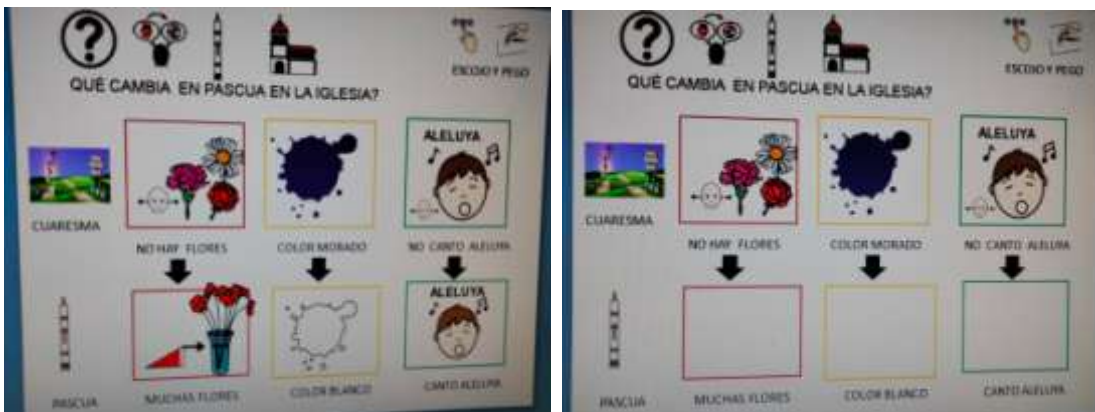 ESCOJO Y PEGO
QUÉ CAMBIA EN PASCUA EN LA IGLESIA?
ALELUYA
CUARESMA
NO HAY FLORES
COLOR MORADO
NO CANTO ALELUYA
ALELUYA
PASCUA
MUCHAS FLORES
COLOR BLANCO
CANTO ALELUYA
ESCOJO Y PEGO
QUÉ CAMBIA EN PASCUA EN LA IGLESIA?
ALELUYA
CUARESMA
NO HAY FLORES
COLOR MORADO
NO CANTO ALELUYA
PASCUA
MUCHAS FLORES
COLOR BLANCO
CANTO ALELUYA